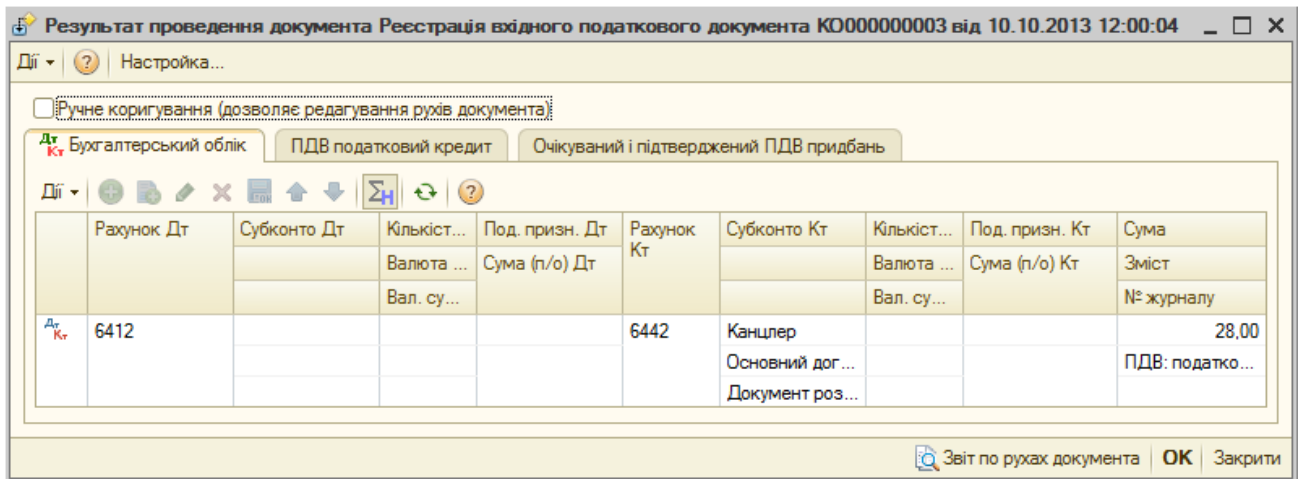 Результат проведення документа Реєстрація вхідного податкового документа КО000000003 від 10.10.2013 12:00:04
Дії Настройка...
Ручне коригування (дозволяє редагування рухів документа)
Дт Кт Бухгалтерський облік ПДВ податковий кредит Очікуваний і підтверджений ПДВ придбань
Дії
Рахунок Дт Субконто Дт Кількіст... Под. призн. Дт Рахунок Кт Субконто Кт Кількіст... Под. призн. Кт Сума
Валюта ... Сума (п/о) Дт Валюта ... Сума (п/о) Кт Зміст
Вал. су... Вал. су... № журналу
Дт Кт 6412 6442 Канцлер 28,00
Основний дог... ПДВ: податко...
Документ роз...
Звіт по рухах документа OK Закрити